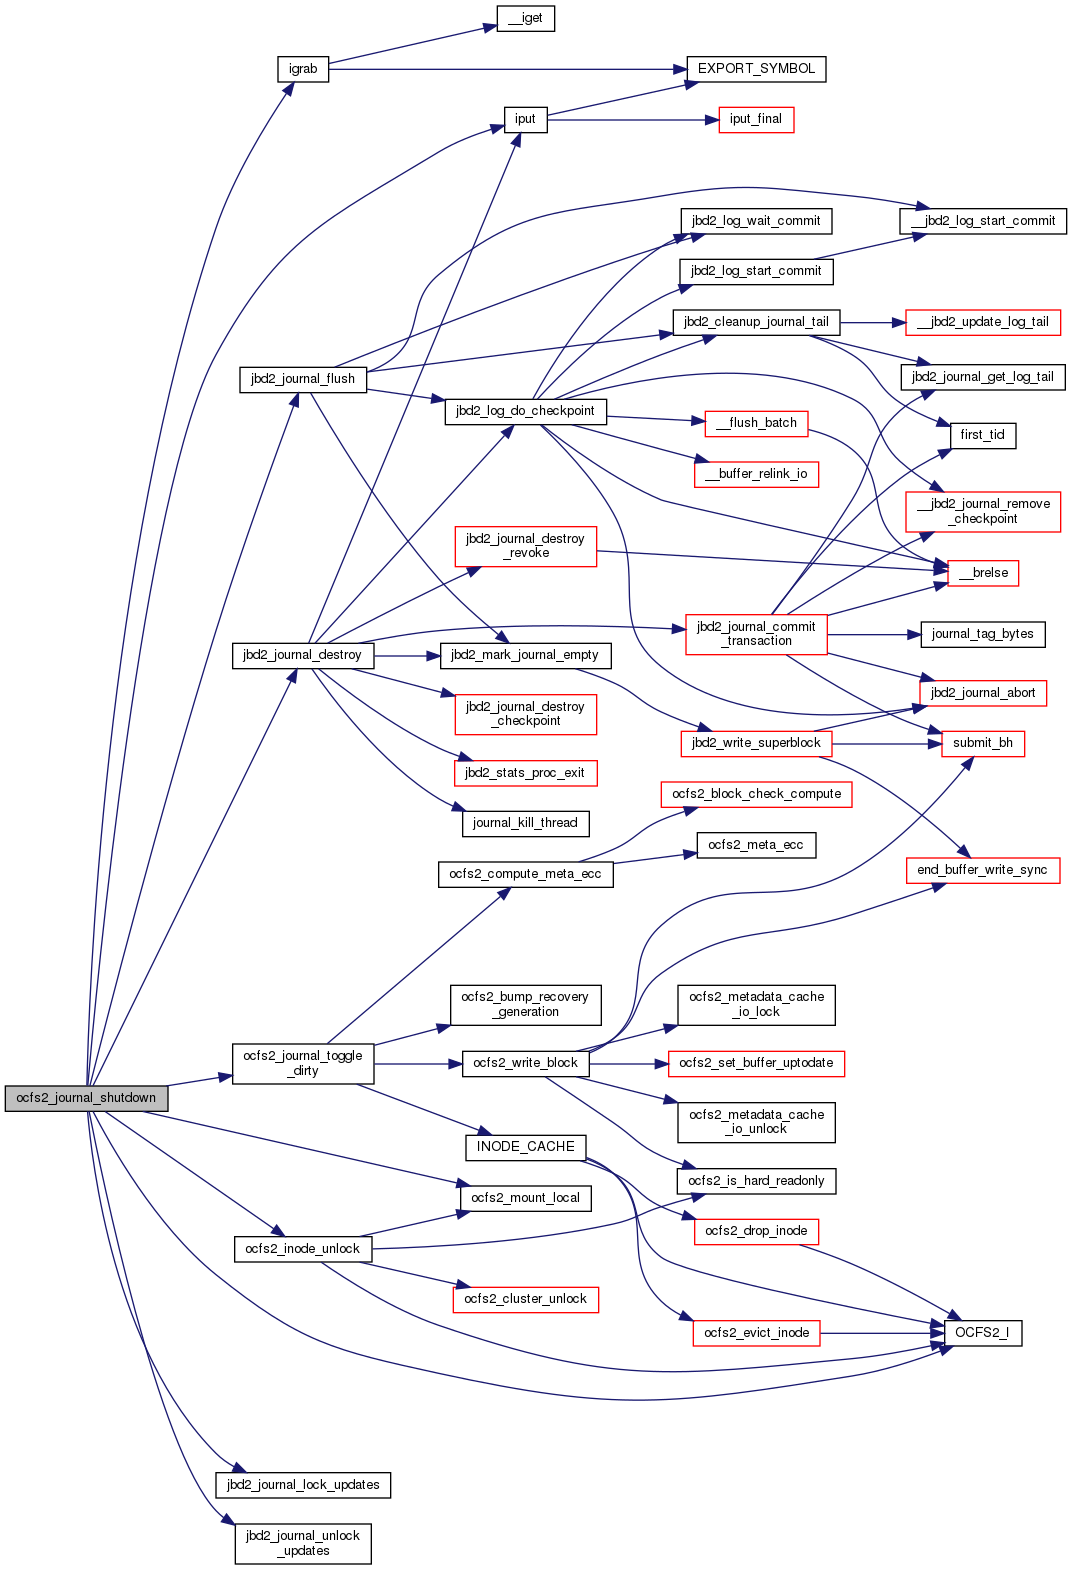 __iget
igrab
EXPORT_SYMBOL
iput
iput_final
jbd2_log_wait_commit
__jbd2_log_start_commit
jbd2_log_start_commit
jbd2_cleanup_journal_tail
__jbd2_update_log_tail
jbd2_journal_flush
jbd2_journal_get_log_tail
jbd2_log_do_checkpoint
__flush_batch
first_tid
__buffer_relink_io
__jbd2_journal_remove
_checkpoint
jbd2_journal_destroy
_revoke
__brelse
jbd2_journal_commit
_transaction
journal_tag_bytes
jbd2_journal_destroy
jbd2_mark_journal_empty
jbd2_journal_abort
jbd2_journal_destroy
_checkpoint
jbd2_write_superblock
submit_bh
jbd2_stats_proc_exit
ocfs2_block_check_compute
journal_kill_thread
ocfs2_meta_ecc
ocfs2_compute_meta_ecc
end_buffer_write_sync
ocfs2_bump_recovery
_generation
ocfs2_metadata_cache
_io_lock
ocfs2_journal_toggle
_dirty
ocfs2_write_block
ocfs2_set_buffer_uptodate
ocfs2_journal_shutdown
ocfs2_metadata_cache
_io_unlock
INODE_CACHE
ocfs2_is_hard_readonly
ocfs2_mount_local
ocfs2_drop_inode
ocfs2_inode_unlock
ocfs2_cluster_unlock
ocfs2_evict_inode
OCFS2_I
jbd2_journal_lock_updates
jbd2_journal_unlock
_updates